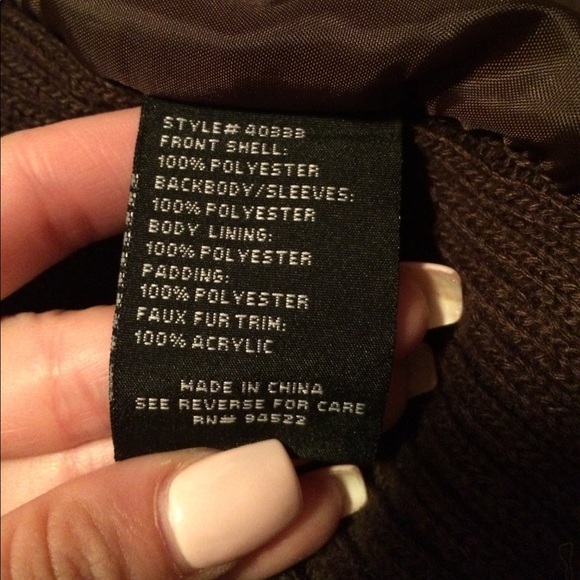 STYLE# 40333
FRONT SHELL:
100% POLYESTER
BACKBODY/SLEEVES:
100% POLYESTER
BODY LINING:
100% POLYESTER
PADDING:
100% POLYESTER
FAUX FUR TRIM:
100% ACRYLIC
MADE IN CHINA
SEE REVERSE FOR CARE
RN# 94522